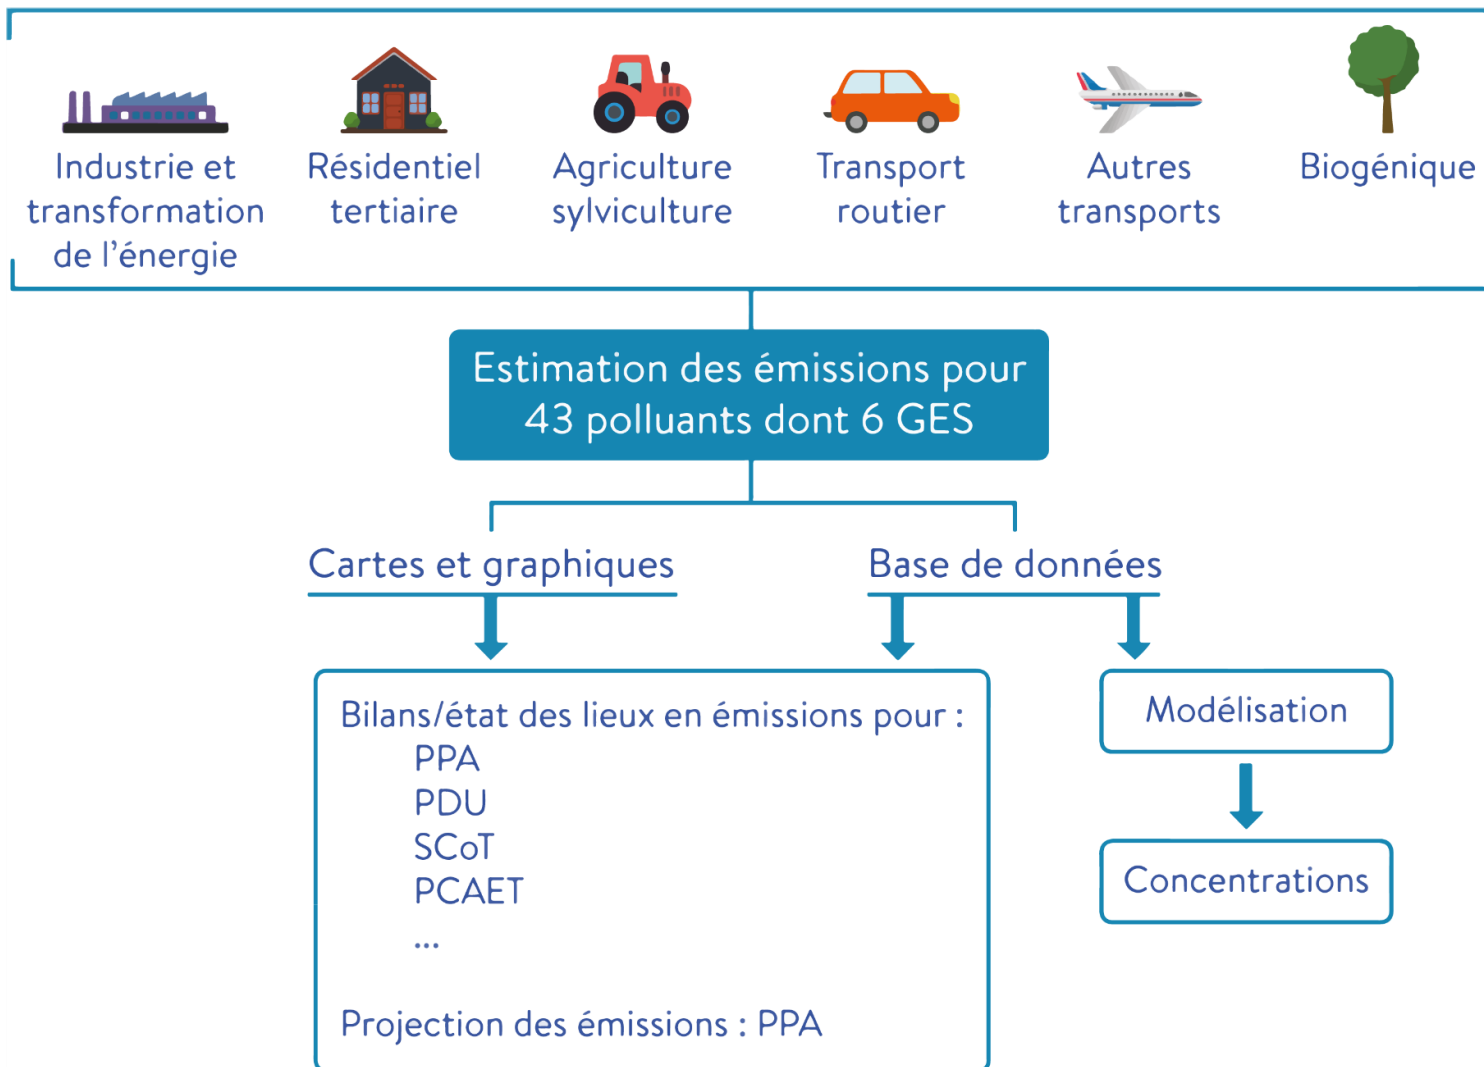 Industrie et
transformation
de l'énergie
Résidentiel
tertiaire
Agriculture
sylviculture
Transport
routier
Autres
transports
Biogénique
Estimation des émissions pour
43 polluants dont 6 GES
Cartes et graphiques
Base de données
Bilans/état des lieux en émissions pour :
PPA
PDU
SCoT
PCAET
...
Projection des émissions : PPA
Modélisation
Concentrations